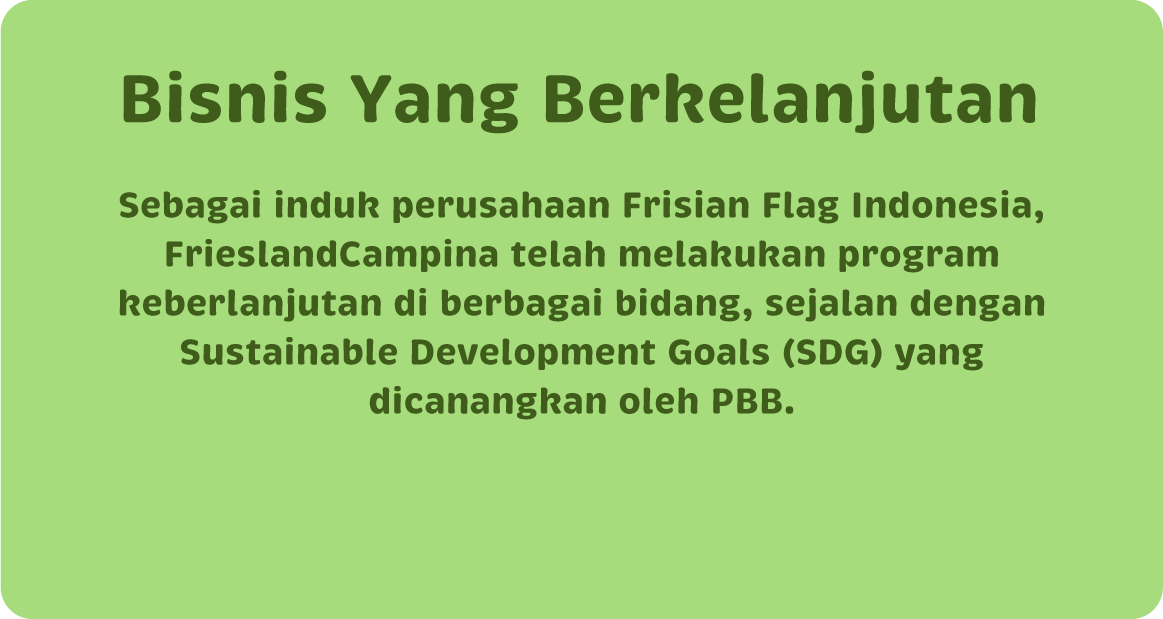 Bisnis Yang Berkelanjutan
Sebagai induk perusahaan Frisian Flag Indonesia,
FrieslandCampina telah melakukan program
keberlanjutan di berbagai bidang, sejalan dengan
Sustainable Development Goals (SDG) yang
dicanangkan oleh PBB.